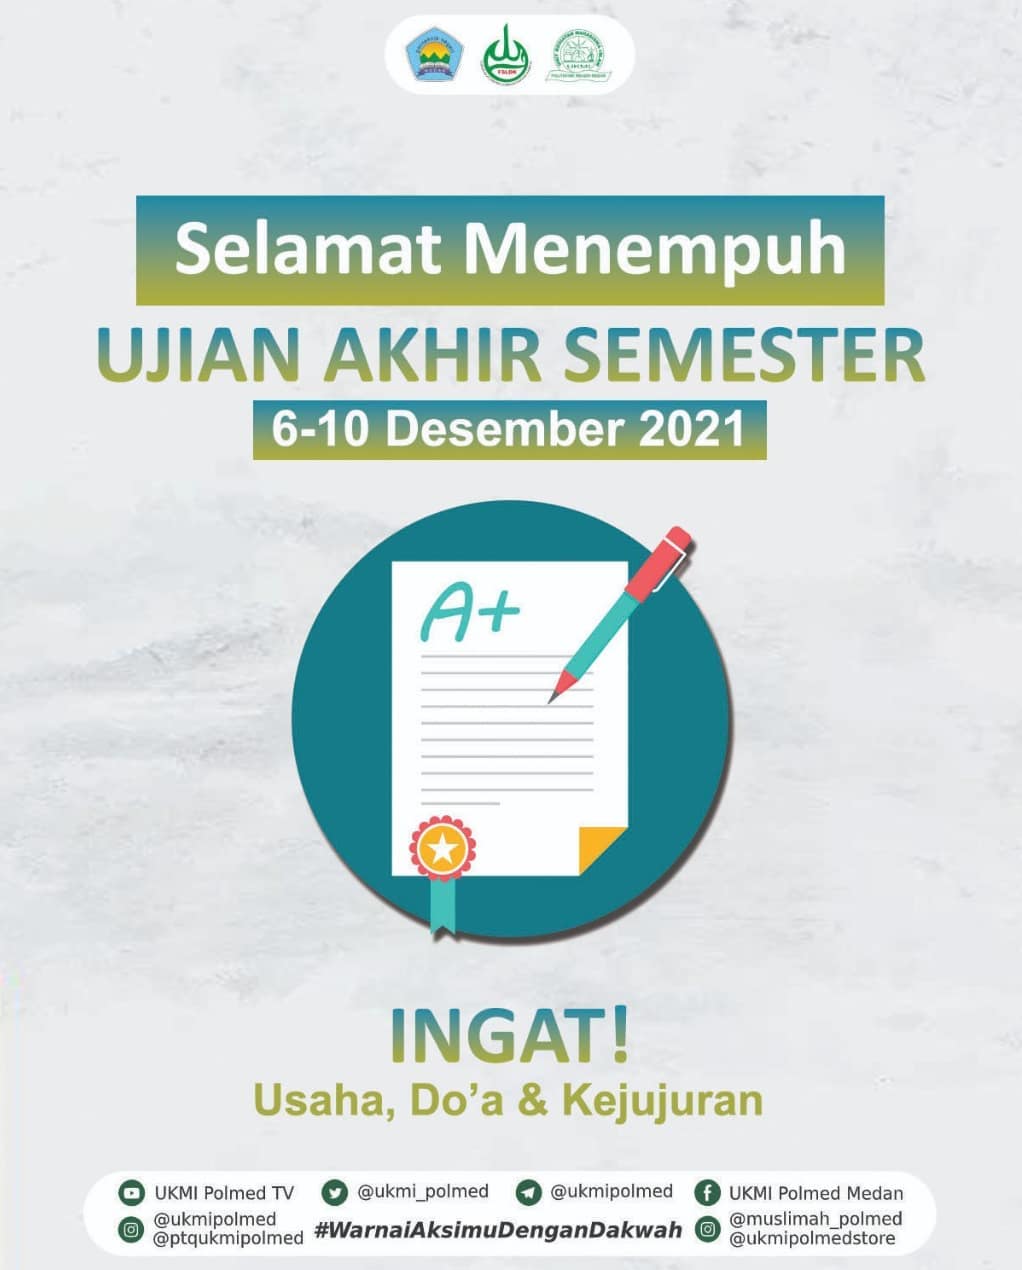 Selamat Menempuh
UJIAN AKHIR SEMESTER
6-10 Desember 2021
A+
INGAT!
Usaha, Do’a & Kejujuran
UKMI Polmed TV
@ukmi_polmed
@ukmipolmed
UKMI Polmed Medan
@ukmipolmed
@ptqukmipolmed
#WarnaiAksimuDenganDakwah
@muslimah_polmed
@ukmipolmedstore